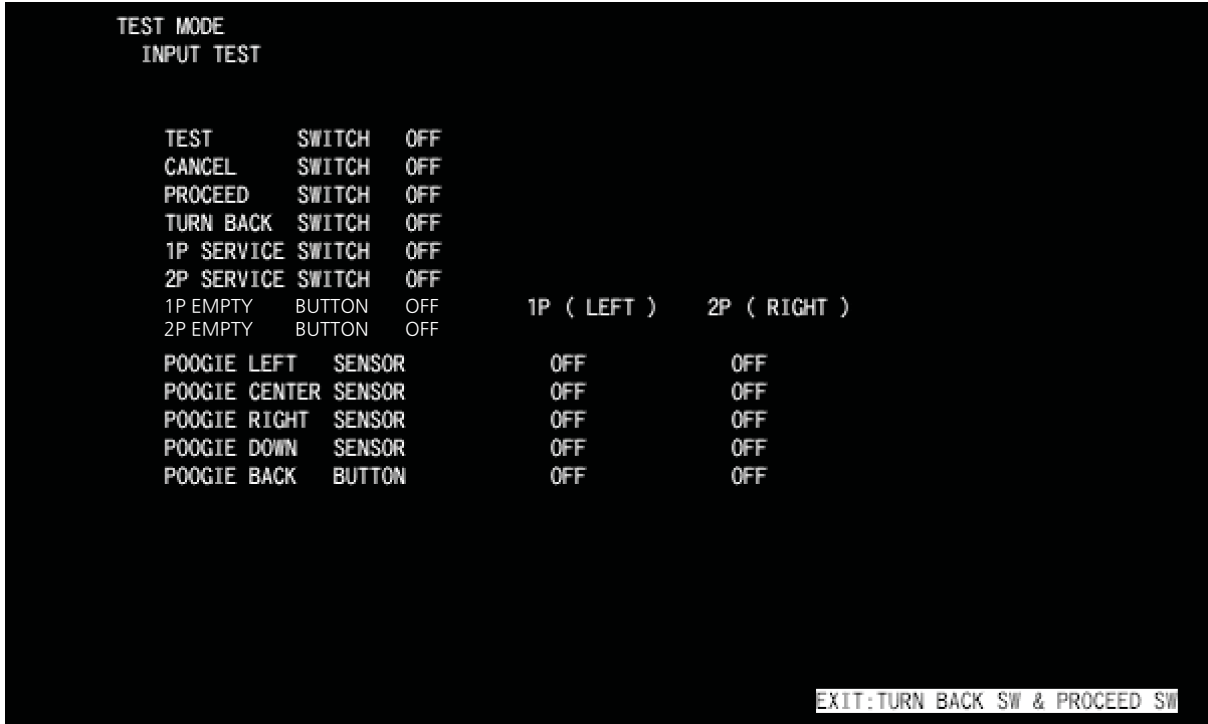 TEST MODE
INPUT TEST
TEST SWITCH OFF
CANCEL SWITCH OFF
PROCEED SWITCH OFF
TURN BACK SWITCH OFF
1P SERVICE SWITCH OFF
2P SERVICE SWITCH OFF
1P EMPTY BUTTON OFF 1P ( LEFT ) 2P ( RIGHT )
2P EMPTY BUTTON OFF
POOGIE LEFT SENSOR OFF OFF
POOGIE CENTER SENSOR OFF OFF
POOGIE RIGHT SENSOR OFF OFF
POOGIE DOWN SENSOR OFF OFF
POOGIE BACK BUTTON OFF OFF
EXIT:TURN BACK SW & PROCEED SW